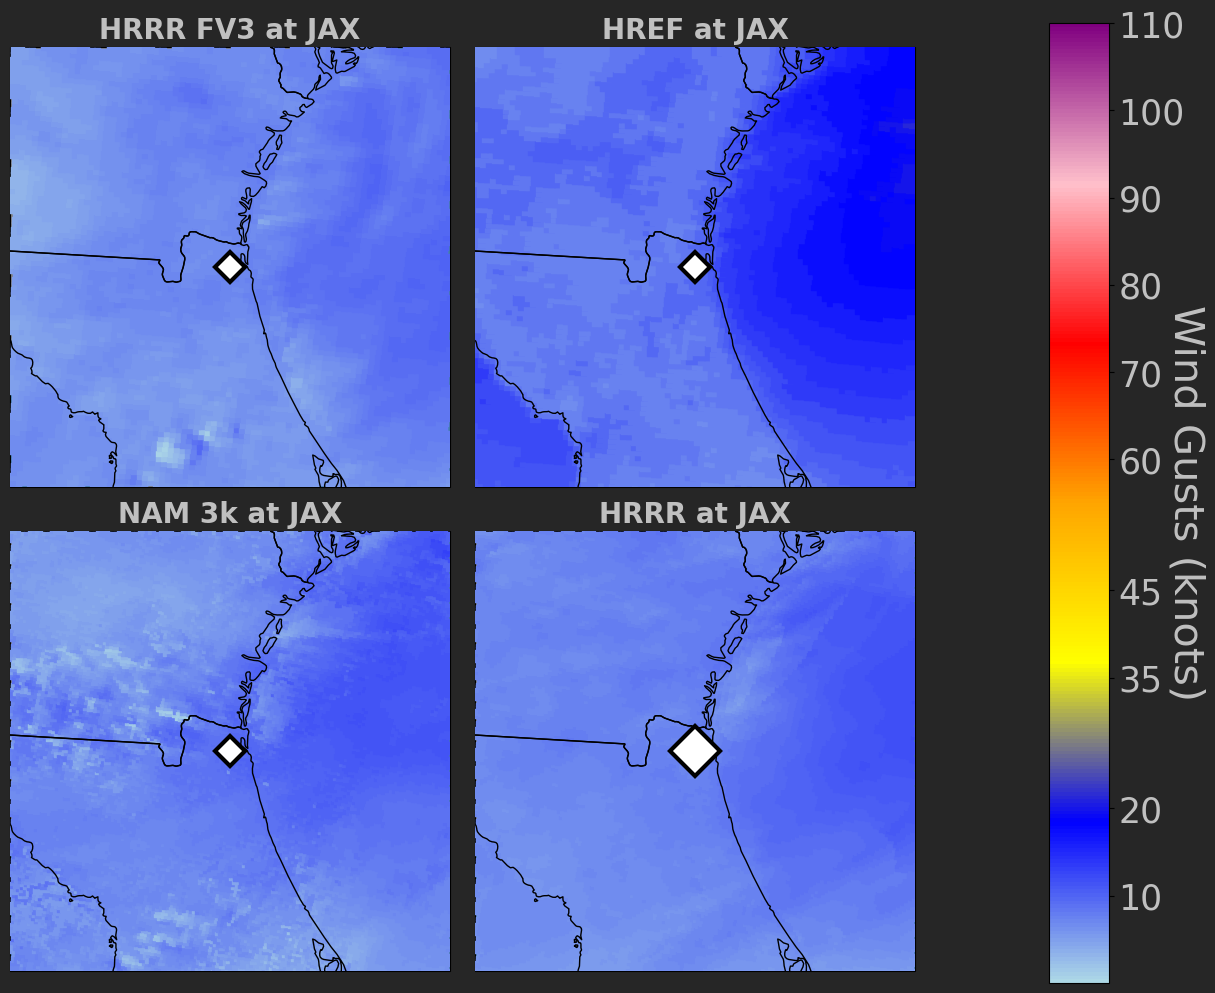 HRRR FV3 at JAX
HREF at JAX
NAM 3k at JAX
HRRR at JAX
110
100
90
80
70
60
45
35
20
10
Wind Gusts (knots)